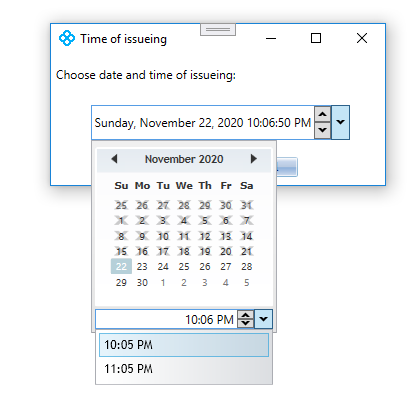 Time of issueing
Choose date and time of issueing:
Sunday, November 22, 2020 10:06:50 PM
November 2020
Su Mo Tu We Th Fr Sa
25 26 27 28 29 30 31
1 2 3 4 5 6 7
8 9 10 11 12 13 14
15 16 17 18 19 20 21
22 23 24 25 26 27 28
29 30 1 2 3 4 5
10:06 PM
10:05 PM
11:05 PM